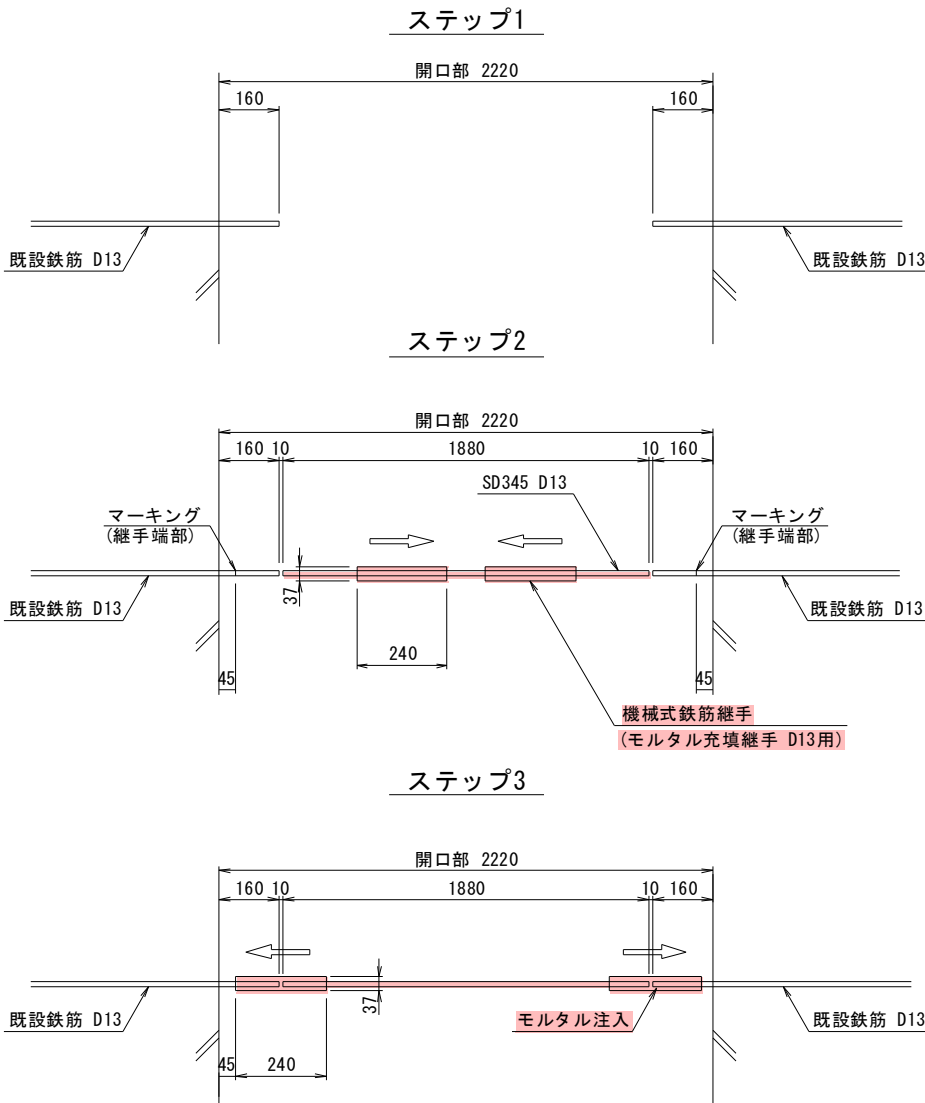 ステップ1
開口部 2220
160
160
既設鉄筋 D13
既設鉄筋 D13
ステップ2
開口部 2220
160 10 1880 10 160
SD345 D13
マーキング
(継手端部)
マーキング
(継手端部)
37
既設鉄筋 D13
既設鉄筋 D13
240
45
45
機械式鉄筋継手
(モルタル充填継手 D13用)
ステップ3
開口部 2220
160 10 1880 10 160
37
既設鉄筋 D13
モルタル注入
既設鉄筋 D13
45 240